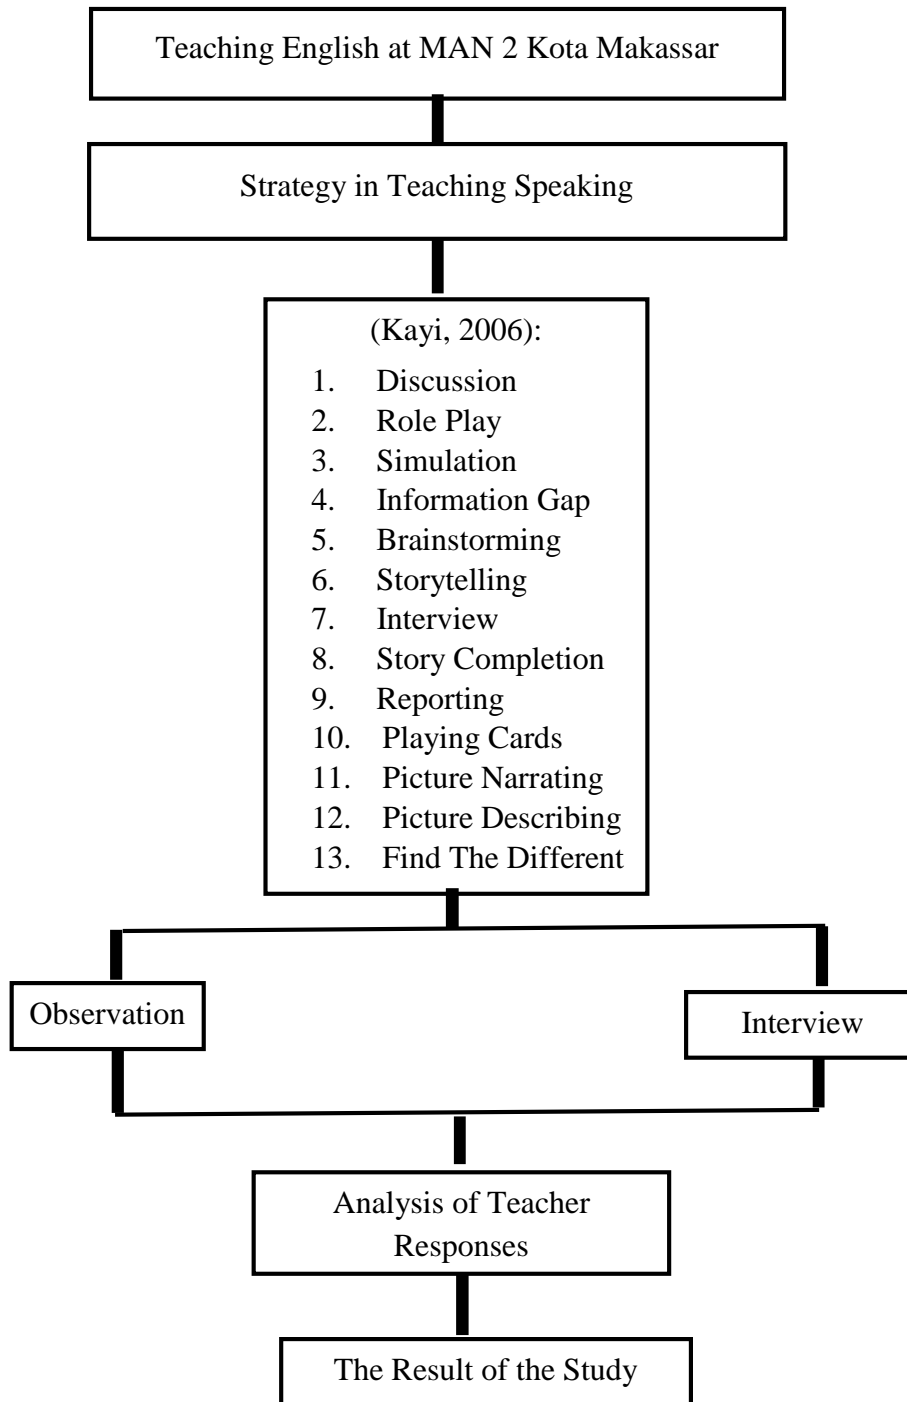 Teaching English at MAN 2 Kota Makassar
Strategy in Teaching Speaking
(Kayi, 2006):
1. Discussion
2. Role Play
3. Simulation
4. Information Gap
5. Brainstorming
6. Storytelling
7. Interview
8. Story Completion
9. Reporting
10. Playing Cards
11. Picture Narrating
12. Picture Describing
13. Find The Different
Observation
Interview
Analysis of Teacher
Responses
The Result of the Study